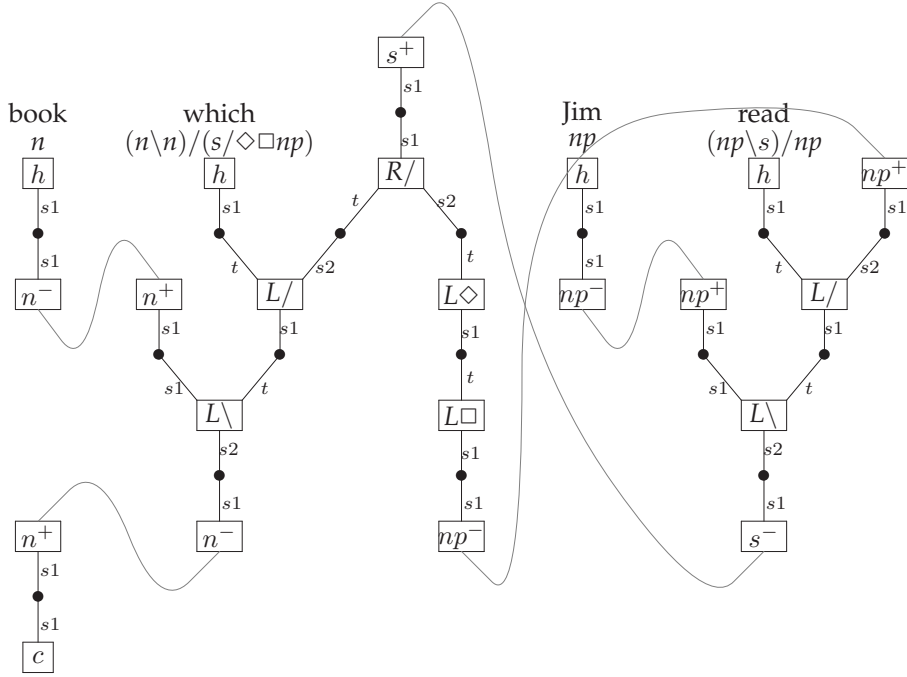 s⁺
s1
book which s1 Jim read
n (n\n)/(s/◇□np) np (np\s)/np
h h R/ h h np⁺
s1 s1 t s2 s1 s1 s1
s1 t s2 t s1 t s2
n⁻ n⁺ L/ L◇ np⁻ np⁺ L/
s1 s1 s1 s1 s1
s1 t t s1 t
L\ L□ L\
s2 s1 s2
s1 s1 s1
n⁺ n⁻ np⁻ s⁻
s1
s1
c